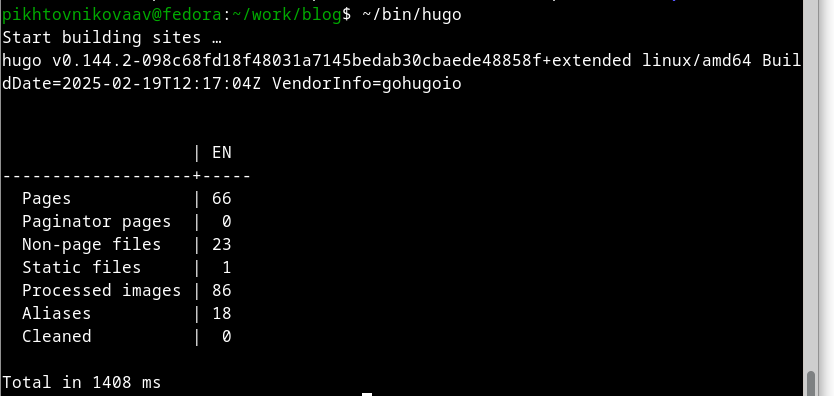 pikhtovnikovaav@fedora:~/work/blog$ ~/bin/hugo
Start building sites …
hugo v0.144.2-098c68fd18f48031a7145bedab30cbaede48858f+extended linux/amd64 Buil
dDate=2025-02-19T12:17:04Z VendorInfo=gohugoio
                   | EN
-------------------+-----
  Pages            | 66
  Paginator pages  |  0
  Non-page files   | 23
  Static files     |  1
  Processed images | 86
  Aliases          | 18
  Cleaned          |  0
Total in 1408 ms